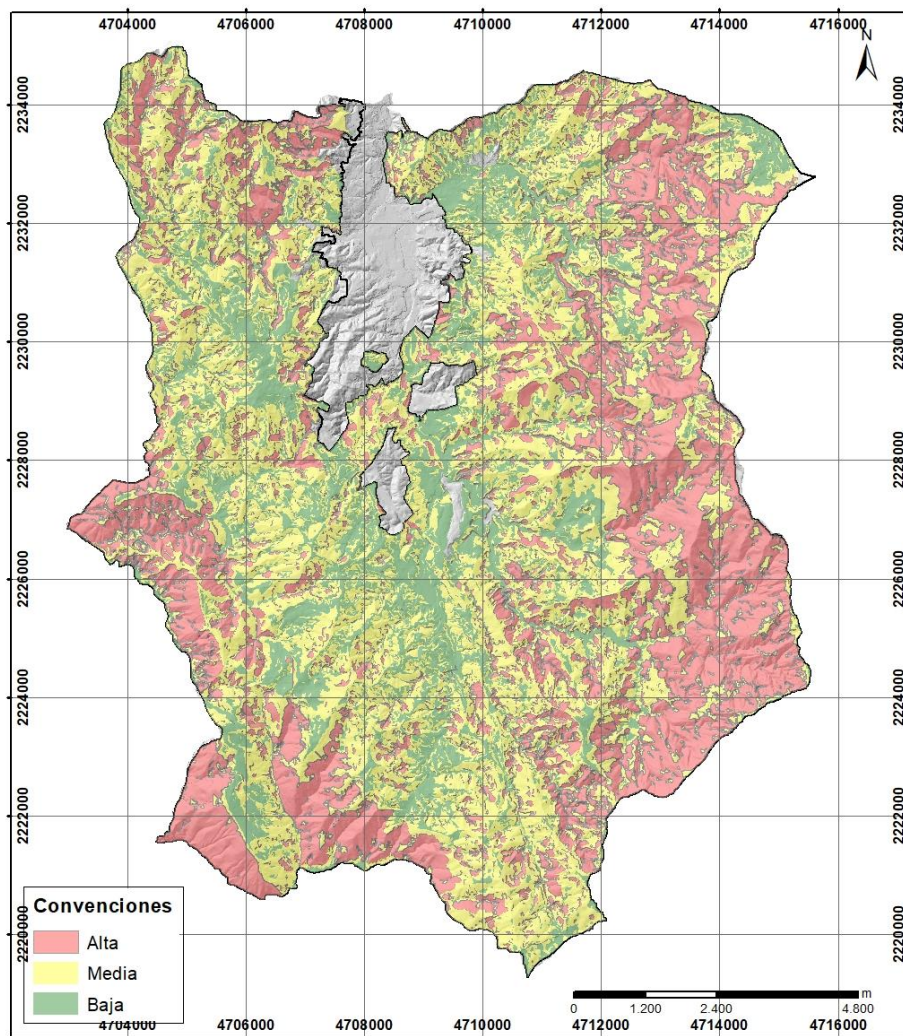 4704000 4706000 4708000 4710000 4712000 4714000 4716000
N
2234000 2234000
2232000 2232000
2230000 2230000
2228000 2228000
2226000 2226000
2224000 2224000
2222000 2222000
2220000 2220000
Convenciones
Alta
Media
Baja
m
0 1.200 2.400 4.800
4704000 4706000 4708000 4710000 4712000 4714000 4716000